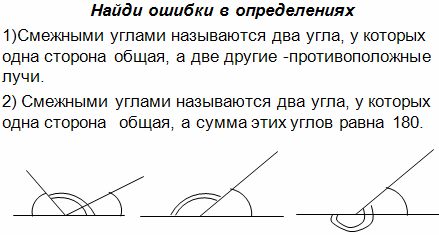 Найди ошибки в определениях
1)Смежными углами называются два угла, у которых
одна сторона общая, а две другие -противоположные
лучи.
2) Смежными углами называются два угла, у которых
одна сторона общая, а сумма этих углов равна 180.